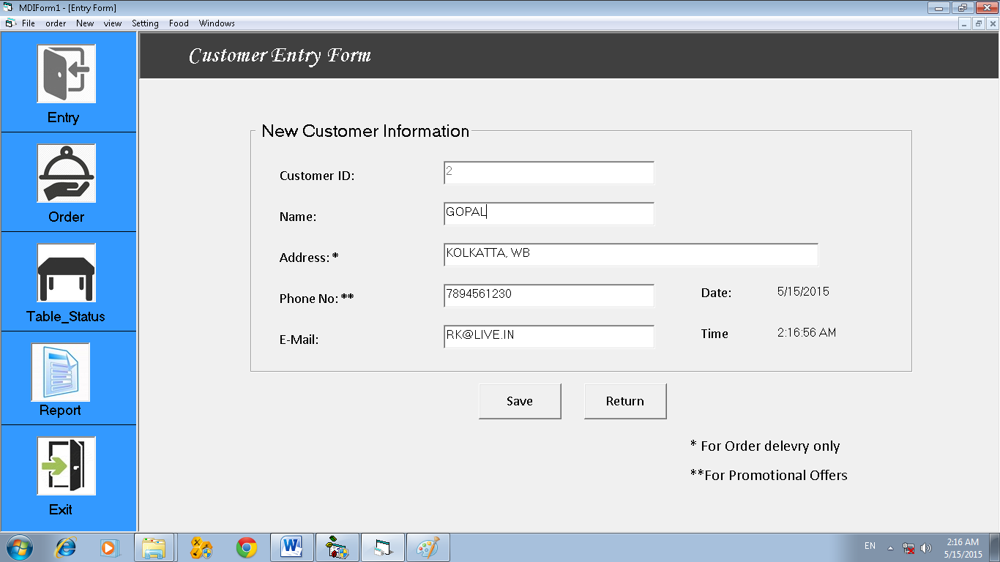 MDIForm1 - [Entry Form]
File order New view Setting Food Windows
Customer Entry Form
Entry
Order
Table_Status
Report
Exit
New Customer Information
Customer ID: 2
Name: GOPAL
Address: * KOLKATTA, WB
Phone No: ** 7894561230 Date: 5/15/2015
E-Mail: RK@LIVE.IN Time 2:16:56 AM
Save Return
* For Order delevry only
**For Promotional Offers
EN 2:16 AM
5/15/2015